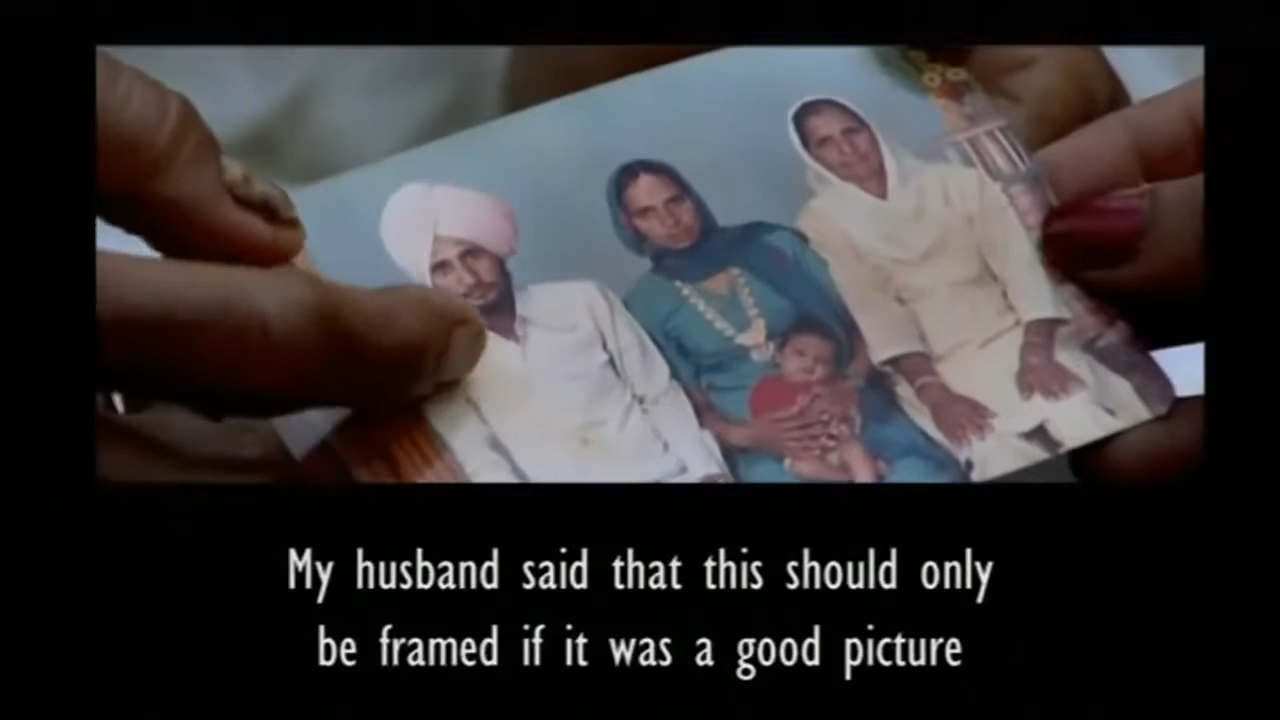 My husband said that this should only
be framed if it was a good picture